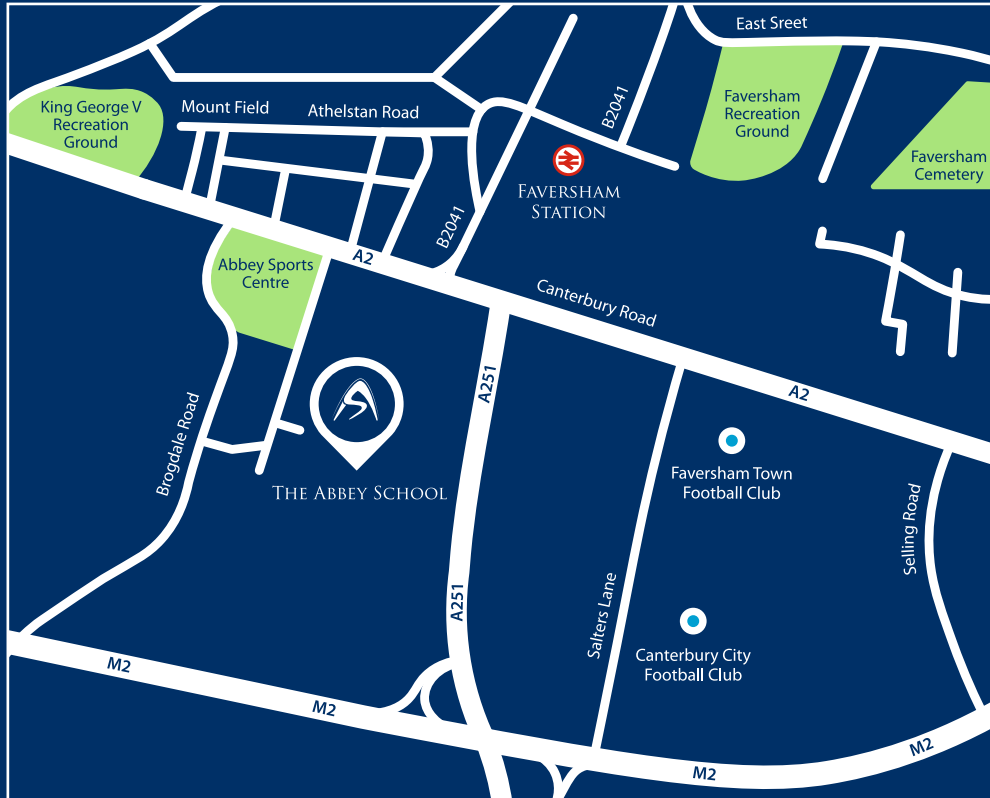 East Sreet
King George V
Recreation
Ground
Mount Field
Athelstan Road
B2041
Faversham
Recreation
Ground
Faversham
Cemetery
FAVERSHAM
STATION
B2041
A2
Abbey Sports
Centre
Canterbury Road
A251
A2
Brogdale Road
THE ABBEY SCHOOL
Faversham Town
Football Club
Selling Road
A251
Salters Lane
Canterbury City
Football Club
M2
M2
M2
M2